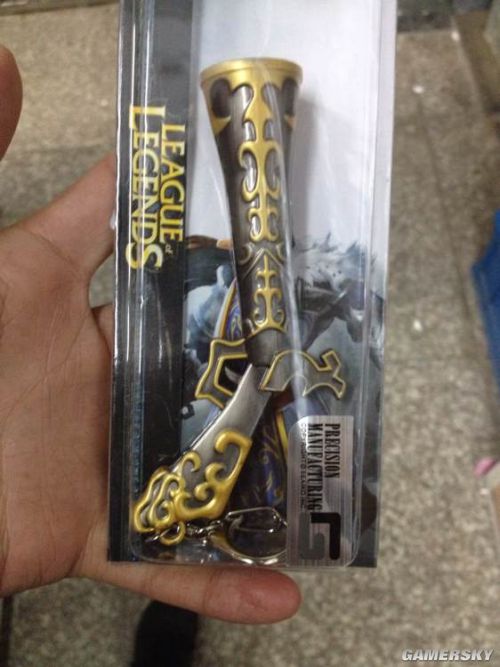 LEAGUE
of
LEGENDS
PRECISION
MANUFACTURING
GAMERSKY